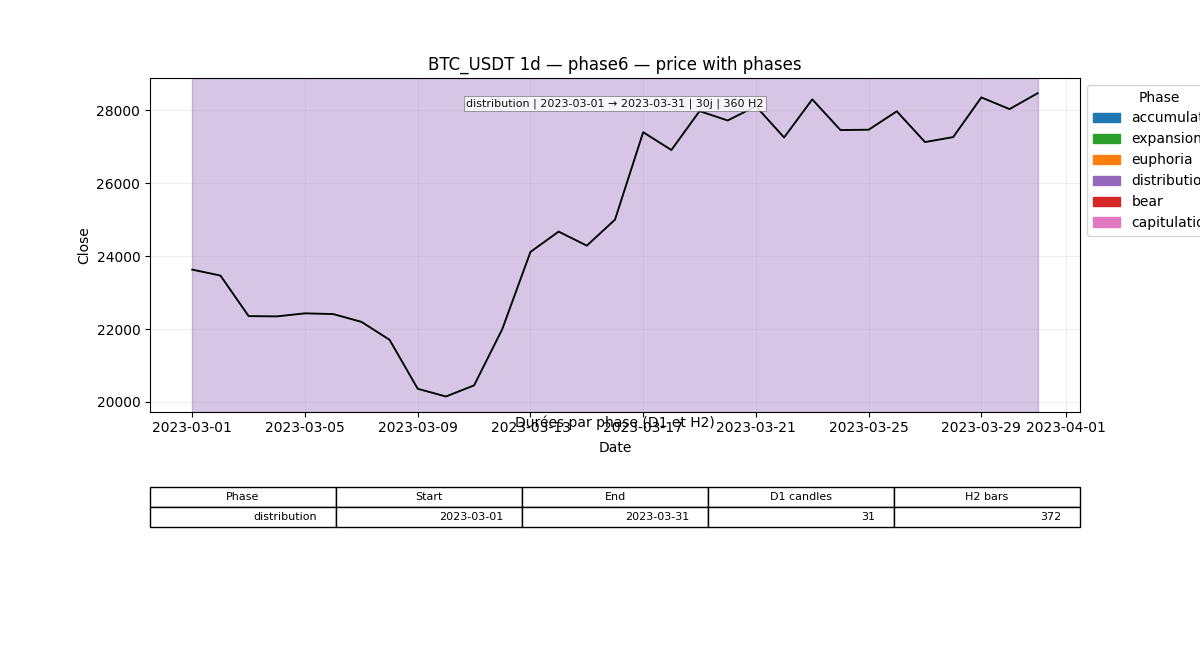 BTC_USDT 1d — phase6 — price with phases
distribution | 2023-03-01 → 2023-03-31 | 30j | 360 H2
Close
28000
26000
24000
22000
20000
2023-03-01 2023-03-05 2023-03-09 2023-03-13 2023-03-17 2023-03-21 2023-03-25 2023-03-29 2023-04-01
Date
Phase
accumulat
expansion
euphoria
distributio
bear
capitulatio
Durées par phase (D1 et H2)
Phase Start End D1 candles H2 bars
distribution 2023-03-01 2023-03-31 31 372